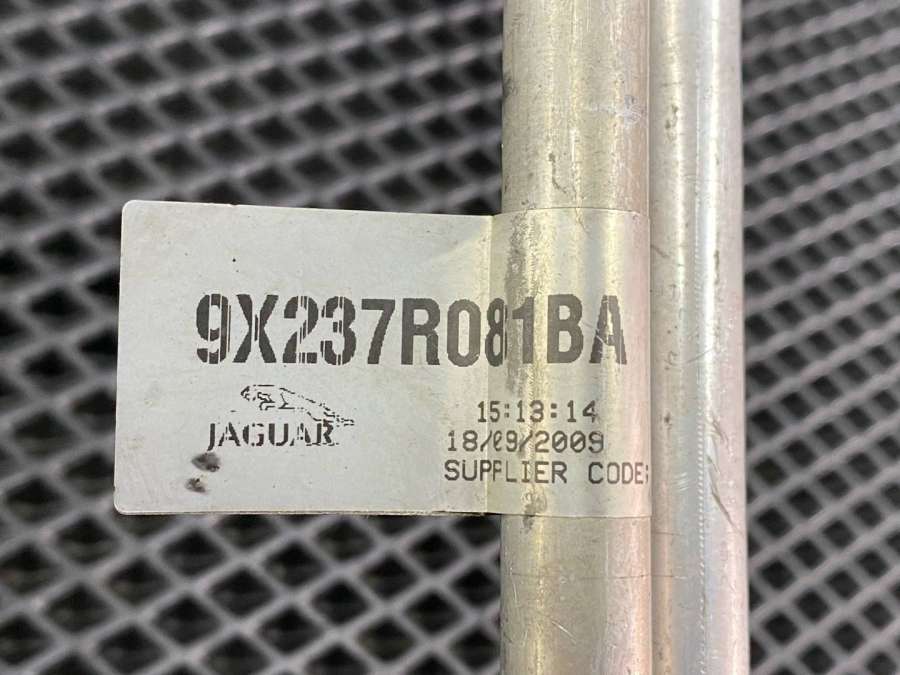 9X237R081BA
JAGUAR
15:13:14
18/09/2009
SUPPLIER CODE: